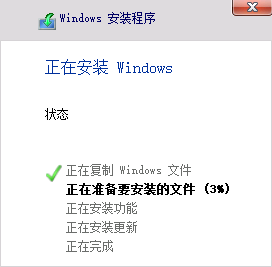 Windows 安装程序
正在安装 Windows
状态
正在复制 Windows 文件
正在准备要安装的文件 (3%)
正在安装功能
正在安装更新
正在完成